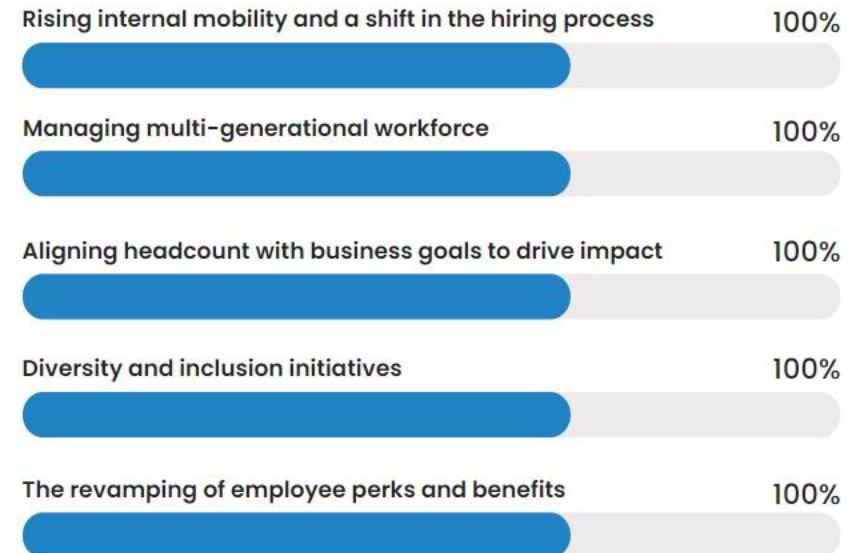 Rising internal mobility and a shift in the hiring process 100%
Managing multi-generational workforce 100%
Aligning headcount with business goals to drive impact 100%
Diversity and inclusion initiatives 100%
The revamping of employee perks and benefits 100%